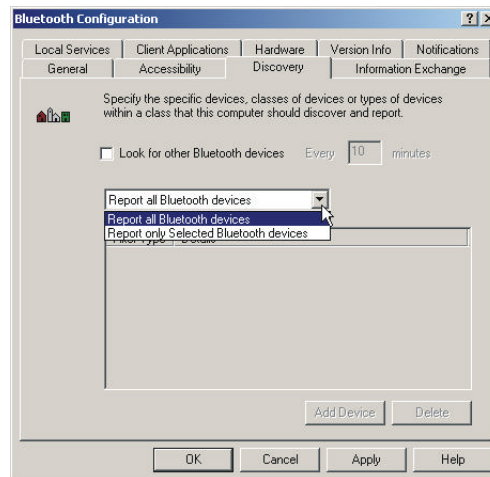 Bluetooth Configuration
Local Services Client Applications Hardware Version Info Notifications
General Accessibility Discovery Information Exchange
Specify the specific devices, classes of devices or types of devices
within a class that this computer should discover and report.
Look for other Bluetooth devices Every 10 minutes
Report all Bluetooth devices
Report all Bluetooth devices
Report only Selected Bluetooth devices
Filter Type Details
Add Device Delete
OK Cancel Apply Help